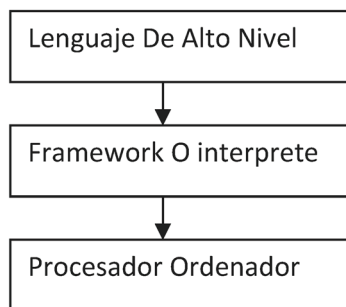 Lenguaje De Alto Nivel
Framework O interprete
Procesador Ordenador